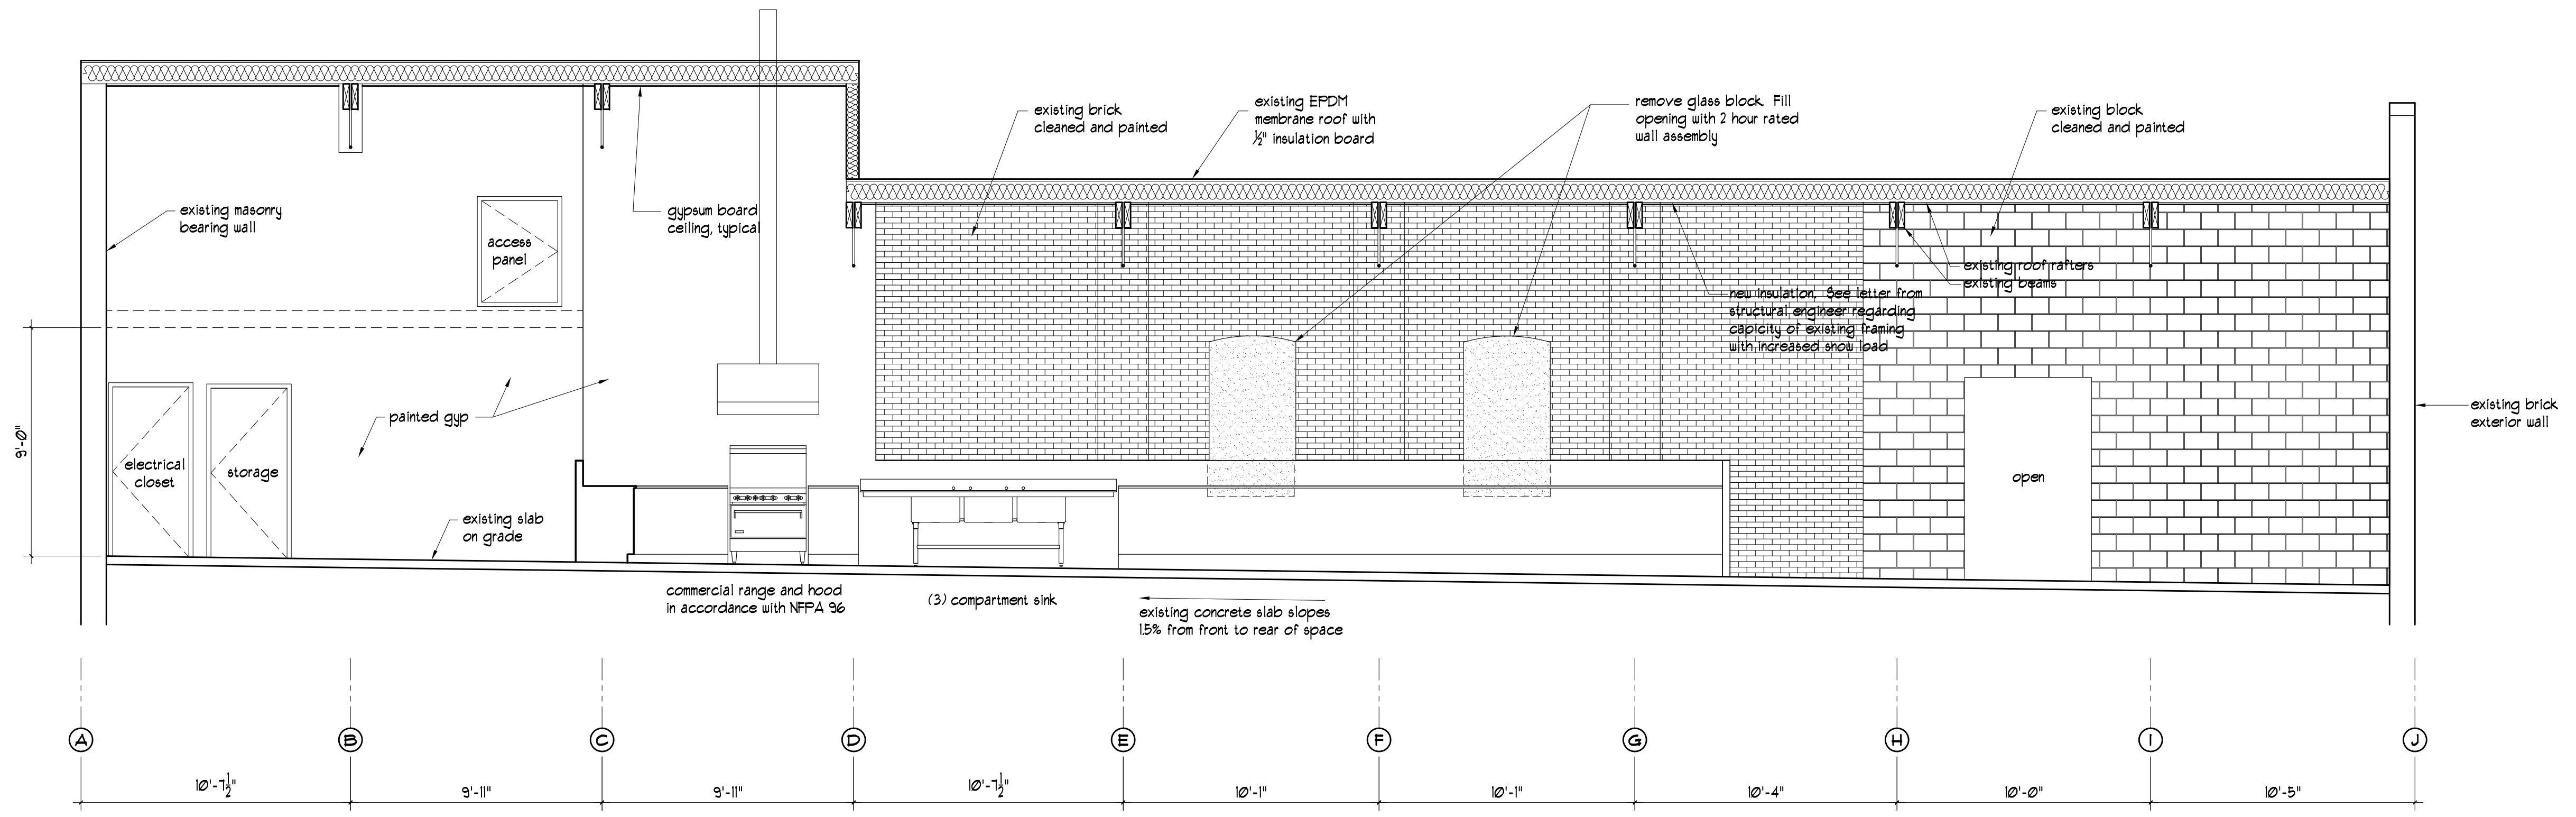 existing brick
cleaned and painted
existing EPDM
membrane roof with
½" insulation board
remove glass block. Fill
opening with 2 hour rated
wall assembly
existing block
cleaned and painted
existing masonry
bearing wall
gypsum board
ceiling, typical
access
panel
existing roof rafters
existing beams
new insulation. See letter from
structural engineer regarding
capicity of existing framing
with increased snow load
painted gyp
existing brick
exterior wall
9'-0"
electrical
closet
storage
open
existing slab
on grade
commercial range and hood
in accordance with NFPA 96
(3) compartment sink
existing concrete slab slopes
1.5% from front to rear of space
A B C D E F G H I J
10'-7½" 9'-11" 9'-11" 10'-7½" 10'-1" 10'-1" 10'-4" 10'-0" 10'-5"